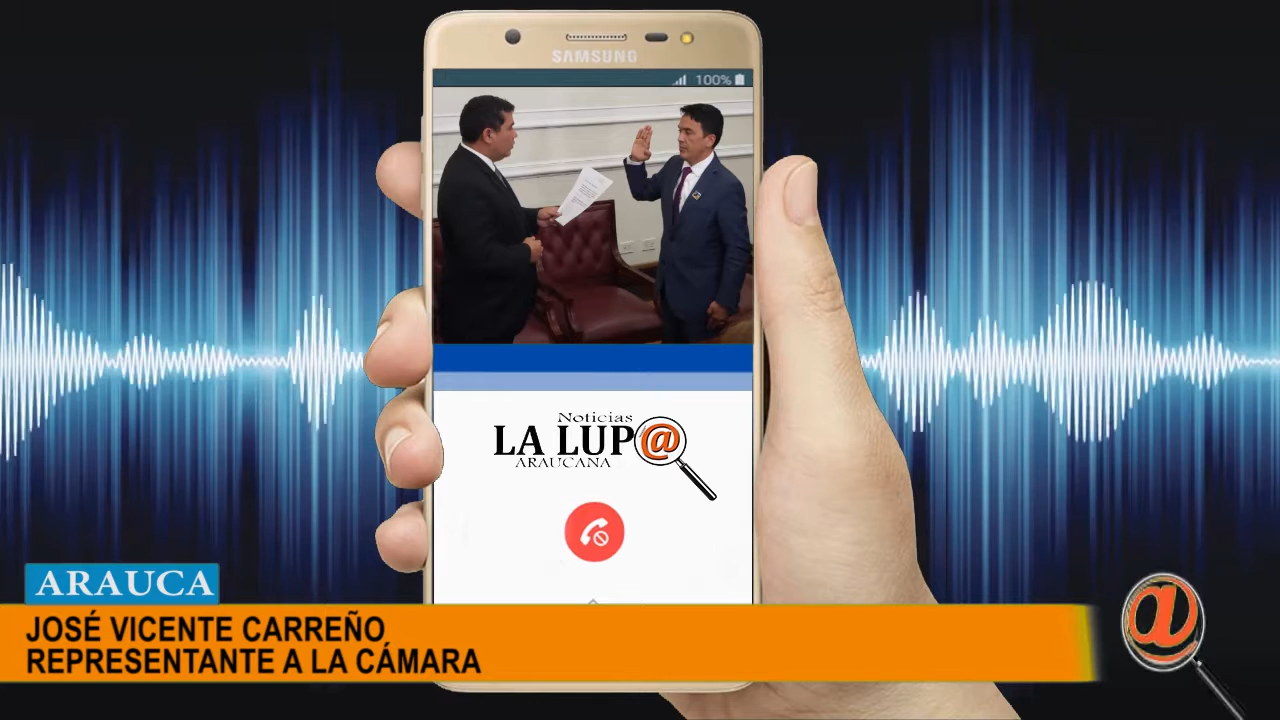 SAMSUNG
100%
Noticias
LA LUP@
ARAUCANA
ARAUCA
JOSÉ VICENTE CARREÑO
REPRESENTANTE A LA CÁMARA
@